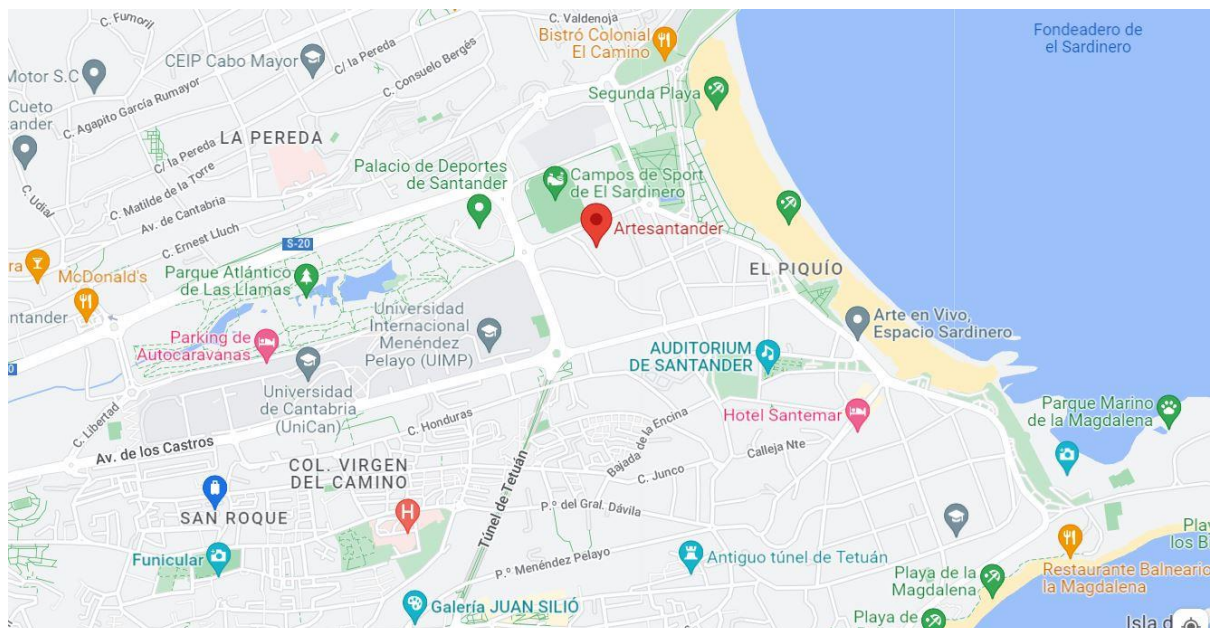 C. Fumoril
C. Valdenoja
Bistró Colonial
El Camino
Fondeadero de
el Sardinero
CEIP Cabo Mayor
C/ la Pereda
C. Consuelo Bergés
Motor S.C
Segunda Playa
Cueto
ander
C. Agapito García Rumayor
LA PEREDA
C/ la Pereda
Palacio de Deportes
de Santander
Campos de Sport
de El Sardinero
C. Udial
C. Matilde de la Torre
Av. de Cantabria
C. Ernest Lluch
Artesantander
S-20
ra
McDonald's
Parque Atlántico
de Las Llamas
EL PIQUÍO
ntander
Universidad
Internacional
Menéndez
Pelayo (UIMP)
Arte en Vivo,
Espacio Sardinero
Parking de
Autocaravanas
AUDITORIUM
DE SANTANDER
0
Universidad
de Cantabria
(UniCan)
C. Libertad
C. Honduras
Bajada de la Encina
Hotel Santemar
Parque Marino
de la Magdalena
Av. de los Castros
Calleja Nte
COL. VIRGEN
DEL CAMINO
C. Junco
Túnel de Tetuán
H
P.º del Gral. Dávila
SAN ROQUE
Funicular
P.º Menéndez Pelayo
Antiguo túnel de Tetuán
Playa de la
Magdalena
Pla
los B
Restaurante Balneario
la Magdalena
Galería JUAN SILIÓ
Playa de
Isla d